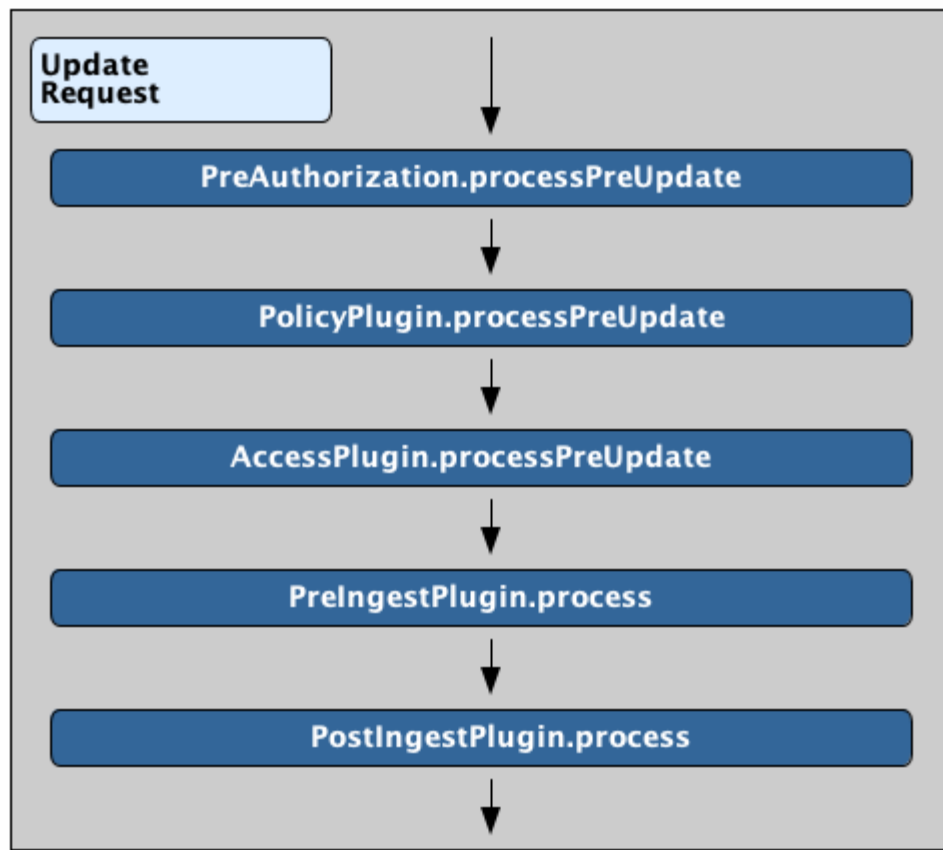 Update
Request
PreAuthorization.processPreUpdate
PolicyPlugin.processPreUpdate
AccessPlugin.processPreUpdate
PreIngestPlugin.process
PostIngestPlugin.process